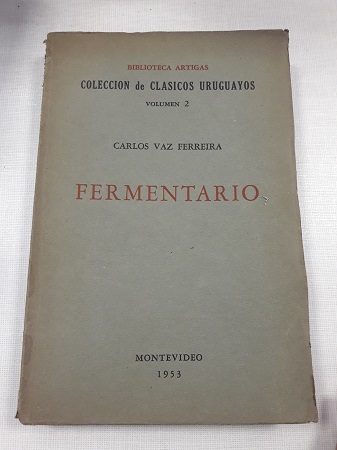 BIBLIOTECA ARTIGAS
COLECCION de CLASICOS URUGUAYOS
VOLUMEN 2
CARLOS VAZ FERREIRA
FERMENTARIO
MONTEVIDEO
1953